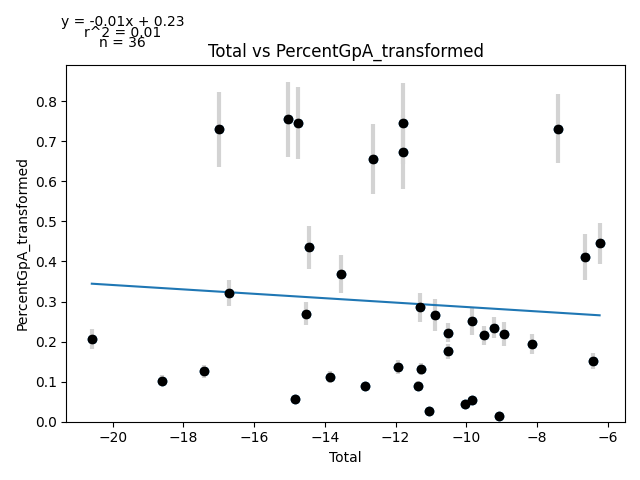 y = -0.01x + 0.23
r^2 = 0.01
n = 36
Total vs PercentGpA_transformed
PercentGpA_transformed
0.8
0.7
0.6
0.5
0.4
0.3
0.2
0.1
0.0
−20
−18
−16
−14
−12
−10
−8
−6
Total